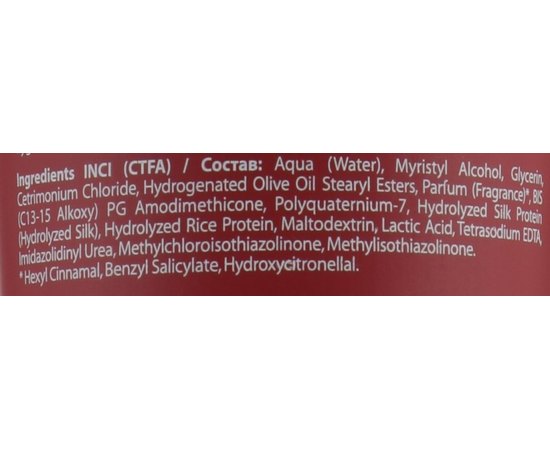 Ingredients INCI (CTFA) / Состав: Aqua (Water), Myristyl Alcohol, Glycerin,
Cetrimonium Chloride, Hydrogenated Olive Oil Stearyl Esters, Parfum (Fragrance)*, BIS
(C13-15 Alkoxy) PG Amodimethicone, Polyquaternium-7, Hydrolyzed Silk Protein
(Hydrolyzed Silk), Hydrolyzed Rice Protein, Maltodextrin, Lactic Acid, Tetrasodium EDTA,
Imidazolidinyl Urea, Methylchloroisothiazolinone, Methylisothiazolinone.
*Hexyl Cinnamal, Benzyl Salicylate, Hydroxycitronellal.